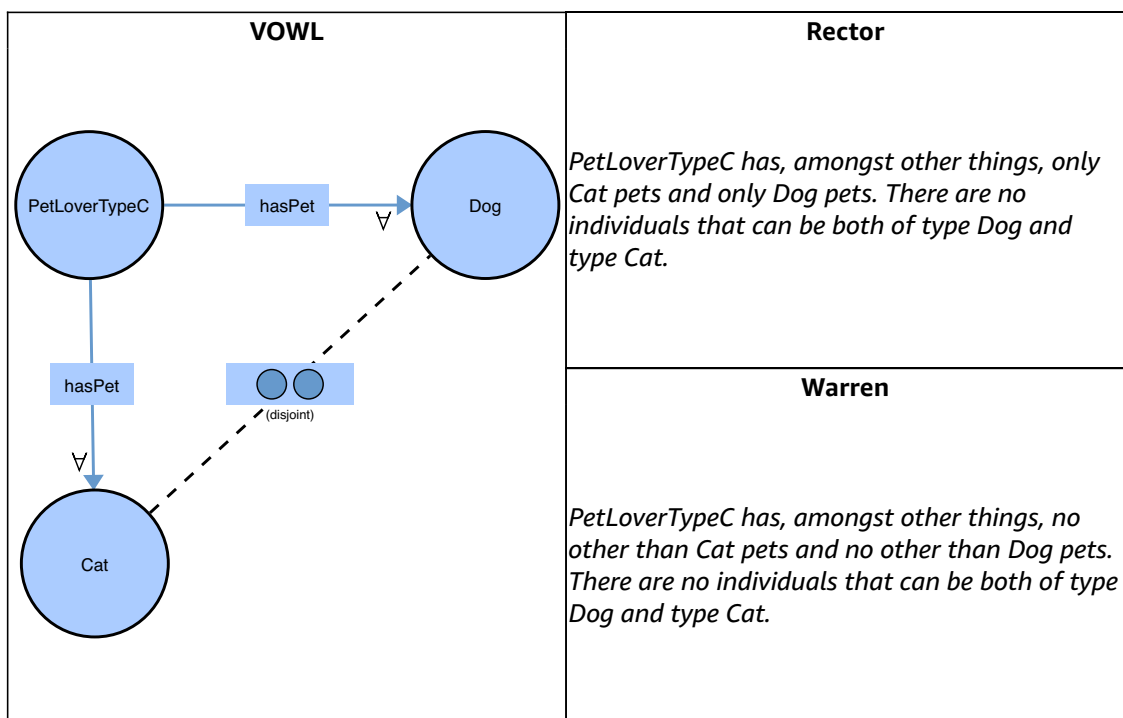 VOWL
PetLoverTypeC
hasPet
∀
Dog
hasPet
(disjoint)
∀
Cat
Rector
PetLoverTypeC has, amongst other things, only
Cat pets and only Dog pets. There are no
individuals that can be both of type Dog and
type Cat.
Warren
PetLoverTypeC has, amongst other things, no
other than Cat pets and no other than Dog pets.
There are no individuals that can be both of type
Dog and type Cat.